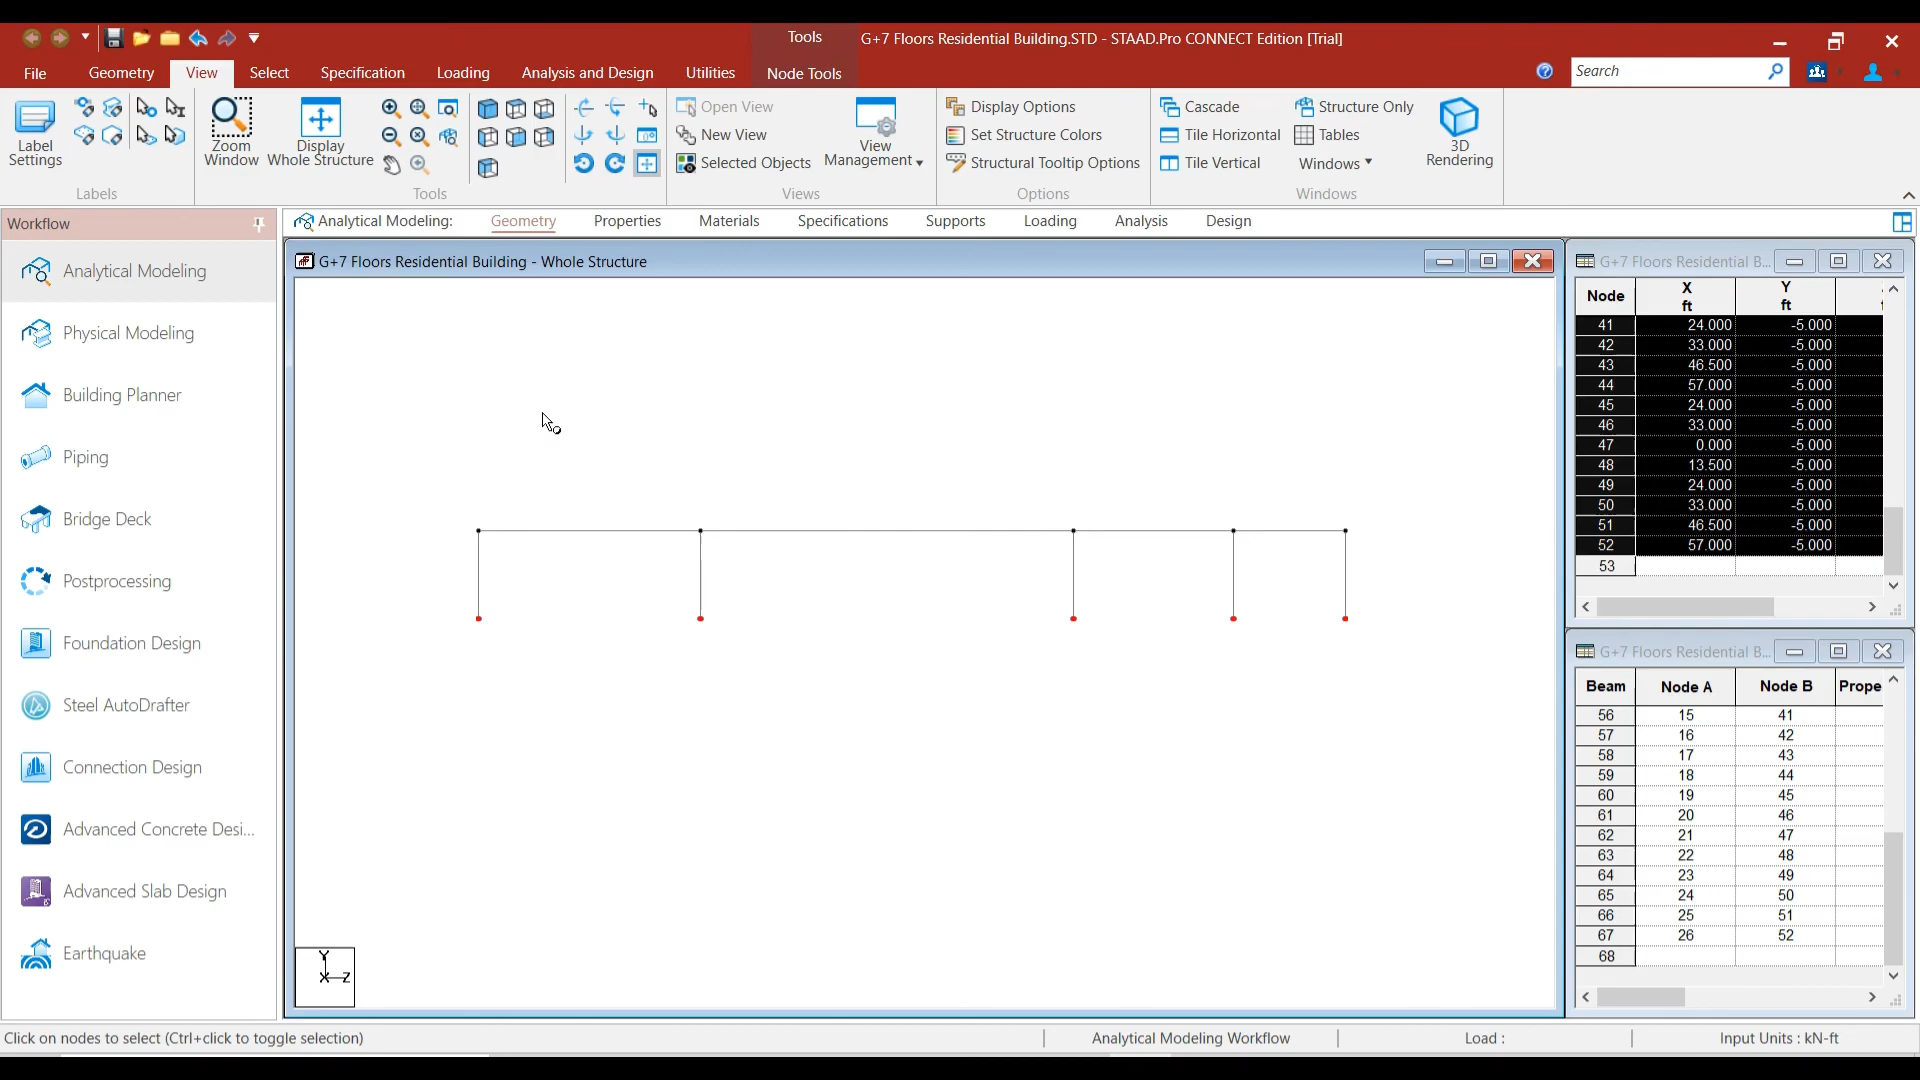 Tools
G+7 Floors Residential Building.STD - STAAD.Pro CONNECT Edition [Trial]
File Geometry View Select Specification Loading Analysis and Design Utilities Node Tools
Search
Label Settings
Labels
Zoom Window
Display Whole Structure
Tools
Open View
New View
Selected Objects
View Management
Views
Display Options
Set Structure Colors
Structural Tooltip Options
Options
Cascade
Tile Horizontal
Tile Vertical
Structure Only
Tables
Windows
Windows
3D Rendering
Workflow
Analytical Modeling
Physical Modeling
Building Planner
Piping
Bridge Deck
Postprocessing
Foundation Design
Steel AutoDrafter
Connection Design
Advanced Concrete Desi...
Advanced Slab Design
Earthquake
Analytical Modeling: Geometry Properties Materials Specifications Supports Loading Analysis Design
G+7 Floors Residential Building - Whole Structure
Y
X Z
G+7 Floors Residential B...
Node X ft Y ft
41 24.000 -5.000
42 33.000 -5.000
43 46.500 -5.000
44 57.000 -5.000
45 24.000 -5.000
46 33.000 -5.000
47 0.000 -5.000
48 13.500 -5.000
49 24.000 -5.000
50 33.000 -5.000
51 46.500 -5.000
52 57.000 -5.000
53
G+7 Floors Residential B...
Beam Node A Node B Prope
56 15 41
57 16 42
58 17 43
59 18 44
60 19 45
61 20 46
62 21 47
63 22 48
64 23 49
65 24 50
66 25 51
67 26 52
68
Click on nodes to select (Ctrl+click to toggle selection)
Analytical Modeling Workflow
Load :
Input Units : kN-ft